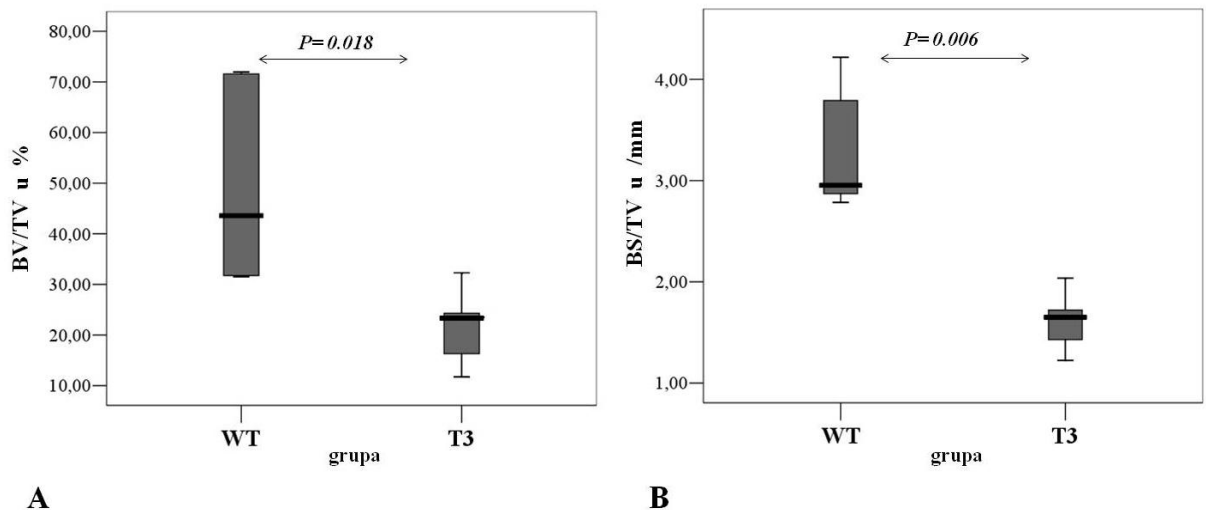 P=0.018
80,00
70,00
60,00
50,00
40,00
30,00
20,00
10,00
BV/TV u %
WT
T3
grupa
A
P=0.006
4,00
3,00
2,00
1,00
BS/TV u /mm
WT
T3
grupa
B